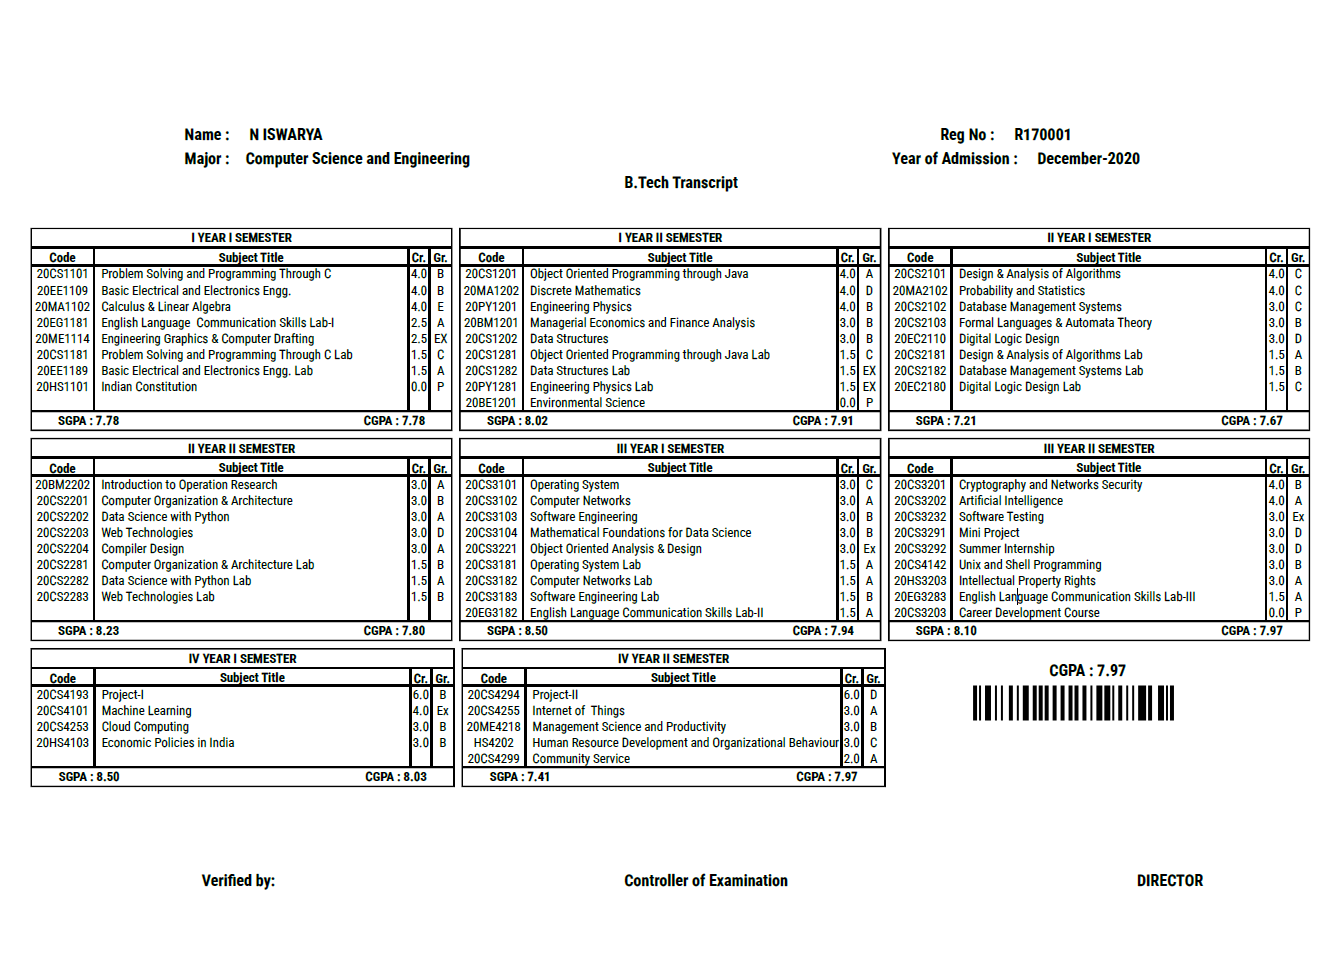 Name : N ISWARYA Reg No : R170001
Major : Computer Science and Engineering Year of Admission : December-2020
B.Tech Transcript
I YEAR I SEMESTER
Code Subject Title Cr. Gr.
20CS1101 Problem Solving and Programming Through C 4.0 B
20EE1109 Basic Electrical and Electronics Engg. 4.0 B
20MA1102 Calculus & Linear Algebra 4.0 E
20EG1181 English Language Communication Skills Lab-I 2.5 A
20ME1114 Engineering Graphics & Computer Drafting 2.5 EX
20CS1181 Problem Solving and Programming Through C Lab 1.5 C
20EE1189 Basic Electrical and Electronics Engg. Lab 1.5 A
20HS1101 Indian Constitution 0.0 P
SGPA : 7.78 CGPA : 7.78
I YEAR II SEMESTER
Code Subject Title Cr. Gr.
20CS1201 Object Oriented Programming through Java 4.0 A
20MA1202 Discrete Mathematics 4.0 D
20PY1201 Engineering Physics 4.0 B
20BM1201 Managerial Economics and Finance Analysis 3.0 B
20CS1202 Data Structures 3.0 B
20CS1281 Object Oriented Programming through Java Lab 1.5 C
20CS1282 Data Structures Lab 1.5 EX
20PY1281 Engineering Physics Lab 1.5 EX
20BE1201 Environmental Science 0.0 P
SGPA : 8.02 CGPA : 7.91
II YEAR I SEMESTER
Code Subject Title Cr. Gr.
20CS2101 Design & Analysis of Algorithms 4.0 C
20MA2102 Probability and Statistics 4.0 C
20CS2102 Database Management Systems 3.0 C
20CS2103 Formal Languages & Automata Theory 3.0 B
20EC2110 Digital Logic Design 3.0 D
20CS2181 Design & Analysis of Algorithms Lab 1.5 A
20CS2182 Database Management Systems Lab 1.5 B
20EC2180 Digital Logic Design Lab 1.5 C
SGPA : 7.21 CGPA : 7.67
II YEAR II SEMESTER
Code Subject Title Cr. Gr.
20BM2202 Introduction to Operation Research 3.0 A
20CS2201 Computer Organization & Architecture 3.0 B
20CS2202 Data Science with Python 3.0 A
20CS2203 Web Technologies 3.0 D
20CS2204 Compiler Design 3.0 A
20CS2281 Computer Organization & Architecture Lab 1.5 B
20CS2282 Data Science with Python Lab 1.5 A
20CS2283 Web Technologies Lab 1.5 B
SGPA : 8.23 CGPA : 7.80
III YEAR I SEMESTER
Code Subject Title Cr. Gr.
20CS3101 Operating System 3.0 C
20CS3102 Computer Networks 3.0 A
20CS3103 Software Engineering 3.0 B
20CS3104 Mathematical Foundations for Data Science 3.0 B
20CS3221 Object Oriented Analysis & Design 3.0 Ex
20CS3181 Operating System Lab 1.5 A
20CS3182 Computer Networks Lab 1.5 A
20CS3183 Software Engineering Lab 1.5 B
20EG3182 English Language Communication Skills Lab-II 1.5 A
SGPA : 8.50 CGPA : 7.94
III YEAR II SEMESTER
Code Subject Title Cr. Gr.
20CS3201 Cryptography and Networks Security 4.0 B
20CS3202 Artificial Intelligence 4.0 A
20CS3232 Software Testing 3.0 Ex
20CS3291 Mini Project 3.0 D
20CS3292 Summer Internship 3.0 D
20CS4142 Unix and Shell Programming 3.0 B
20HS3203 Intellectual Property Rights 3.0 A
20EG3283 English Language Communication Skills Lab-III 1.5 A
20CS3203 Career Development Course 0.0 P
SGPA : 8.10 CGPA : 7.97
IV YEAR I SEMESTER
Code Subject Title Cr. Gr.
20CS4193 Project-I 6.0 B
20CS4101 Machine Learning 4.0 Ex
20CS4253 Cloud Computing 3.0 B
20HS4103 Economic Policies in India 3.0 B
SGPA : 8.50 CGPA : 8.03
IV YEAR II SEMESTER
Code Subject Title Cr. Gr.
20CS4294 Project-II 6.0 D
20CS4255 Internet of Things 3.0 A
20ME4218 Management Science and Productivity 3.0 B
HS4202 Human Resource Development and Organizational Behaviour 3.0 C
20CS4299 Community Service 2.0 A
SGPA : 7.41 CGPA : 7.97
CGPA : 7.97
Verified by: Controller of Examination DIRECTOR